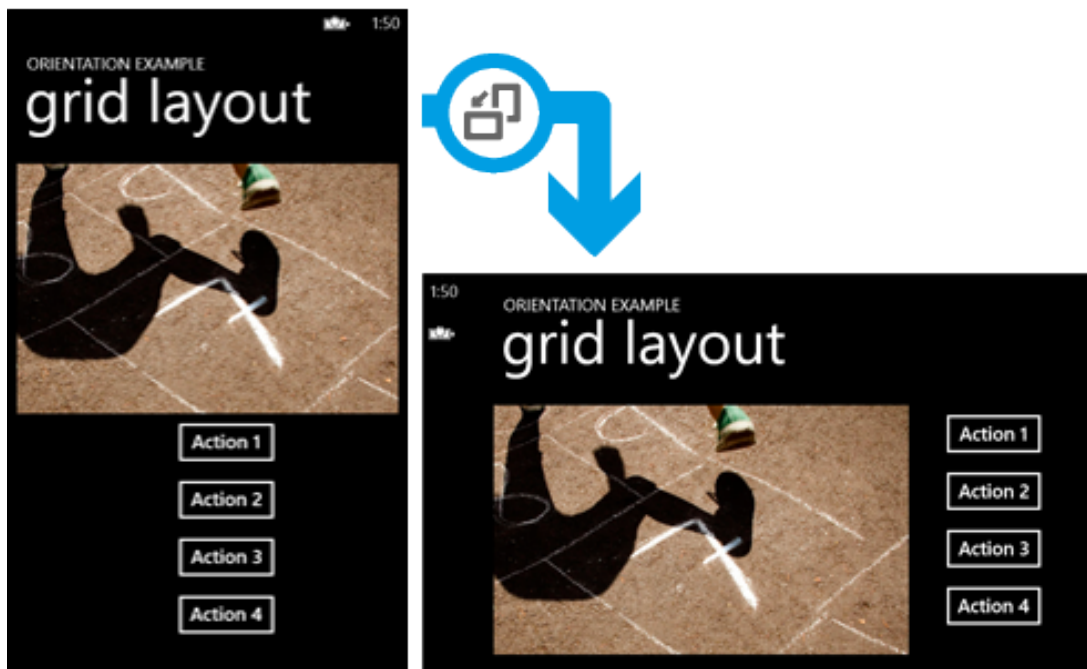 1:50
ORIENTATION EXAMPLE
grid layout
Action 1
Action 2
Action 3
Action 4
1:50
ORIENTATION EXAMPLE
grid layout
Action 1
Action 2
Action 3
Action 4